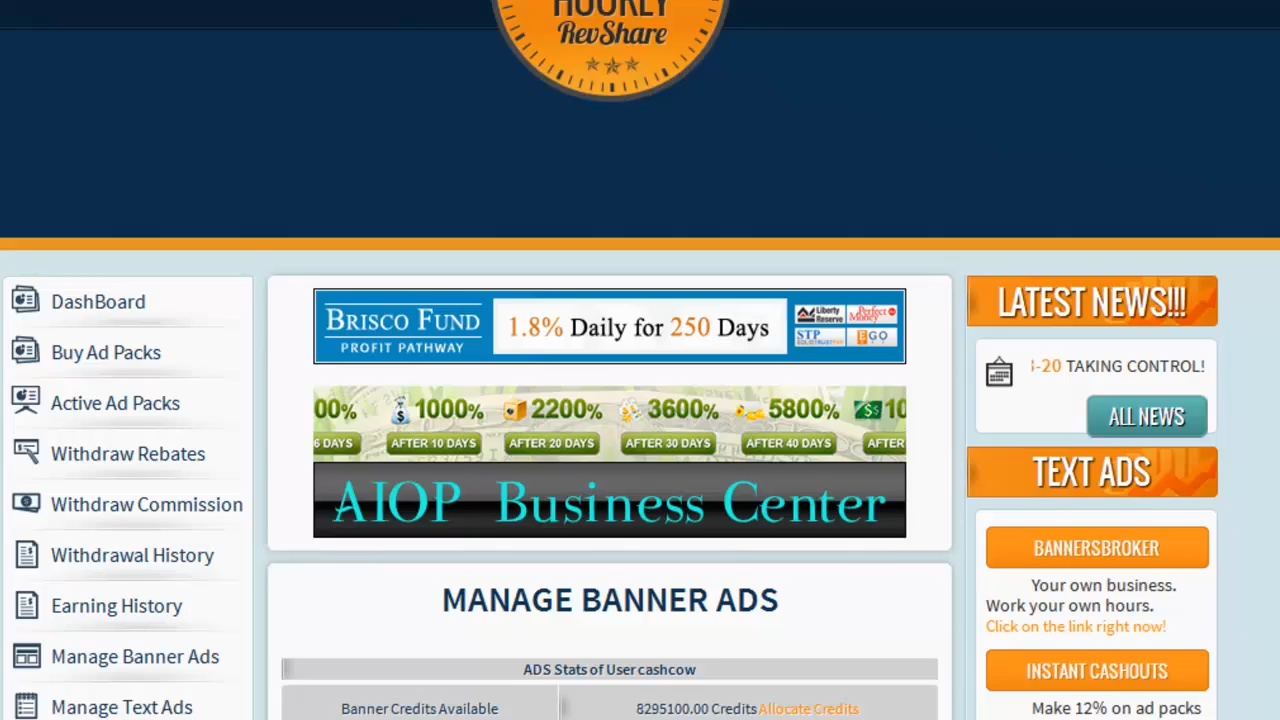 HOURLY
RevShare
DashBoard
Buy Ad Packs
Active Ad Packs
Withdraw Rebates
Withdraw Commission
Withdrawal History
Earning History
Manage Banner Ads
Manage Text Ads
BRISCO FUND
PROFIT PATHWAY
1.8% Daily for 250 Days
Liberty Reserve
Perfect Money
STP
EGO
00% 1000% 2200% 3600% 5800% 10
6 DAYS AFTER 10 DAYS AFTER 20 DAYS AFTER 30 DAYS AFTER 40 DAYS AFTER
AIOP Business Center
MANAGE BANNER ADS
ADS Stats of User cashcow
Banner Credits Available 8295100.00 Credits Allocate Credits
LATEST NEWS!!!
-20 TAKING CONTROL!
ALL NEWS
TEXT ADS
BANNERSBROKER
Your own business.
Work your own hours.
Click on the link right now!
INSTANT CASHOUTS
Make 12% on ad packs